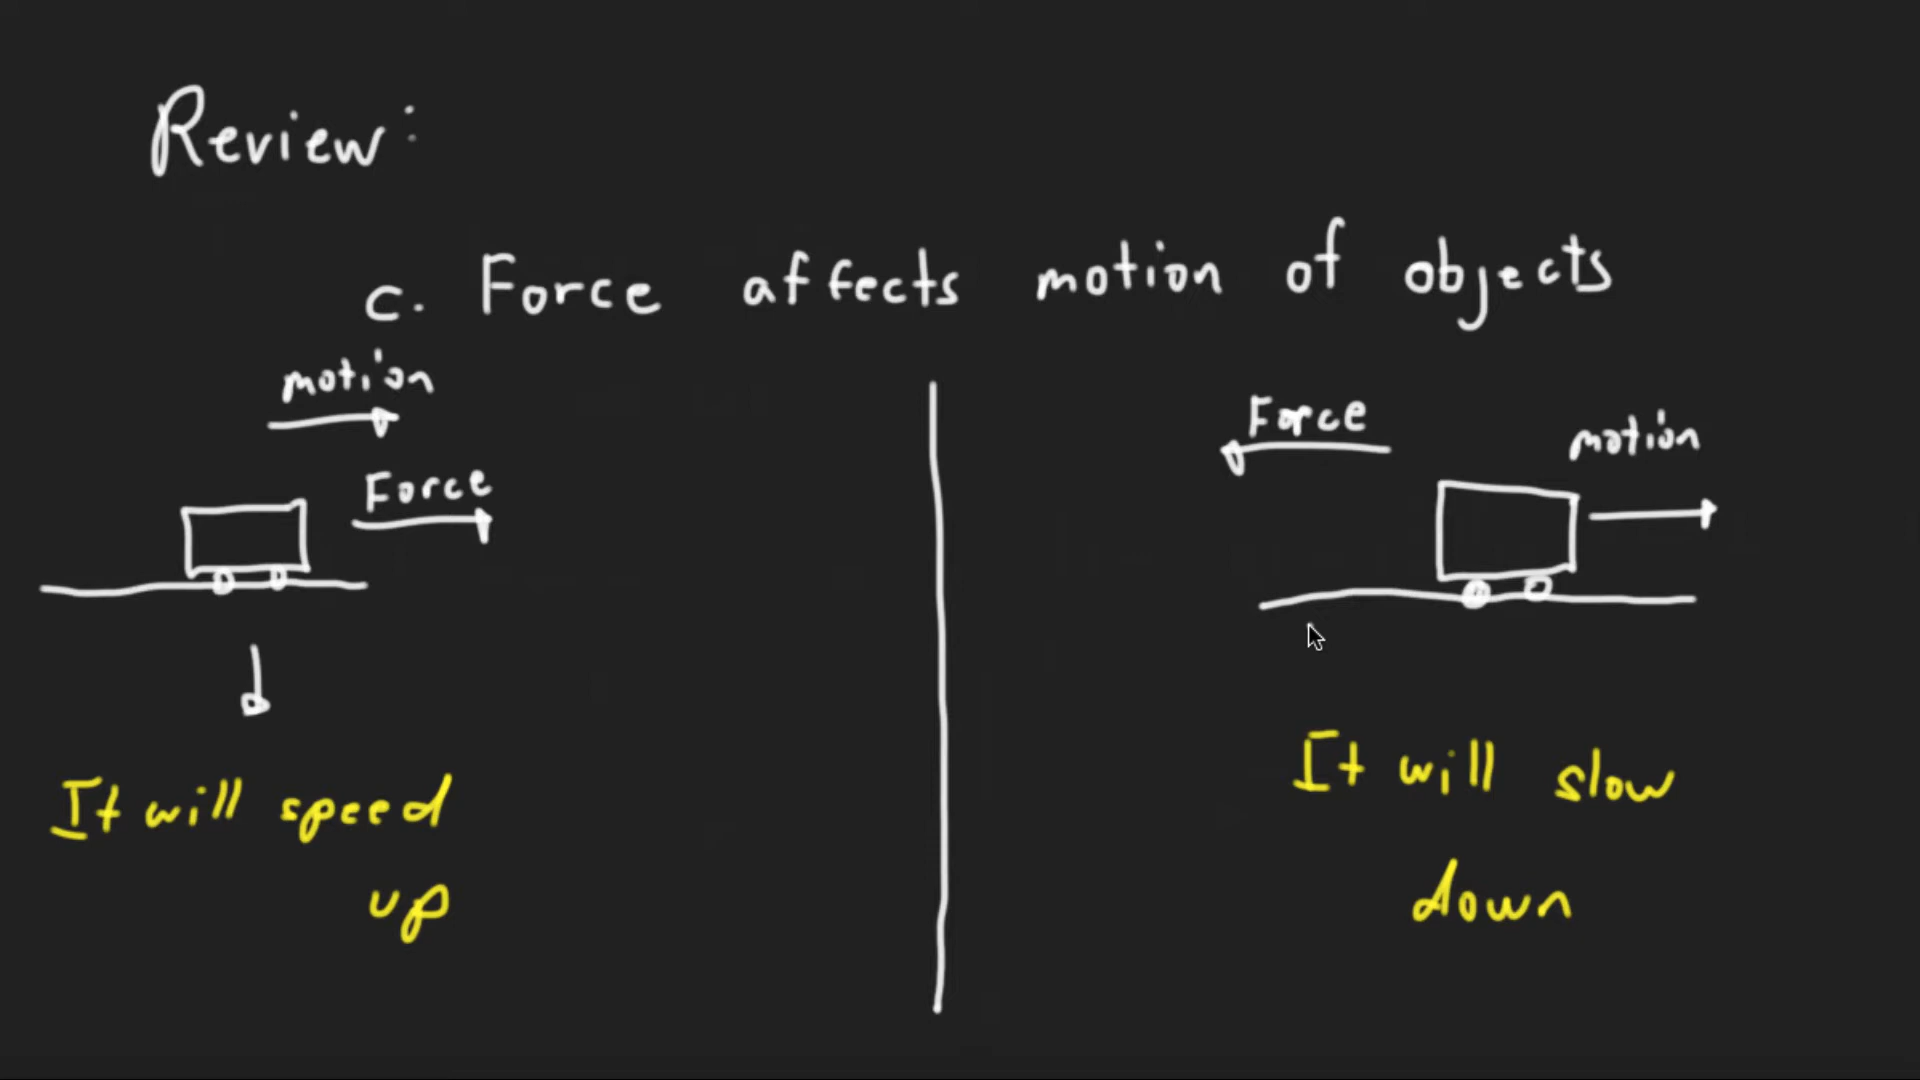 Review:
c. Force affects motion of objects
motion
Force
It will speed
up
Force
motion
It will slow
down